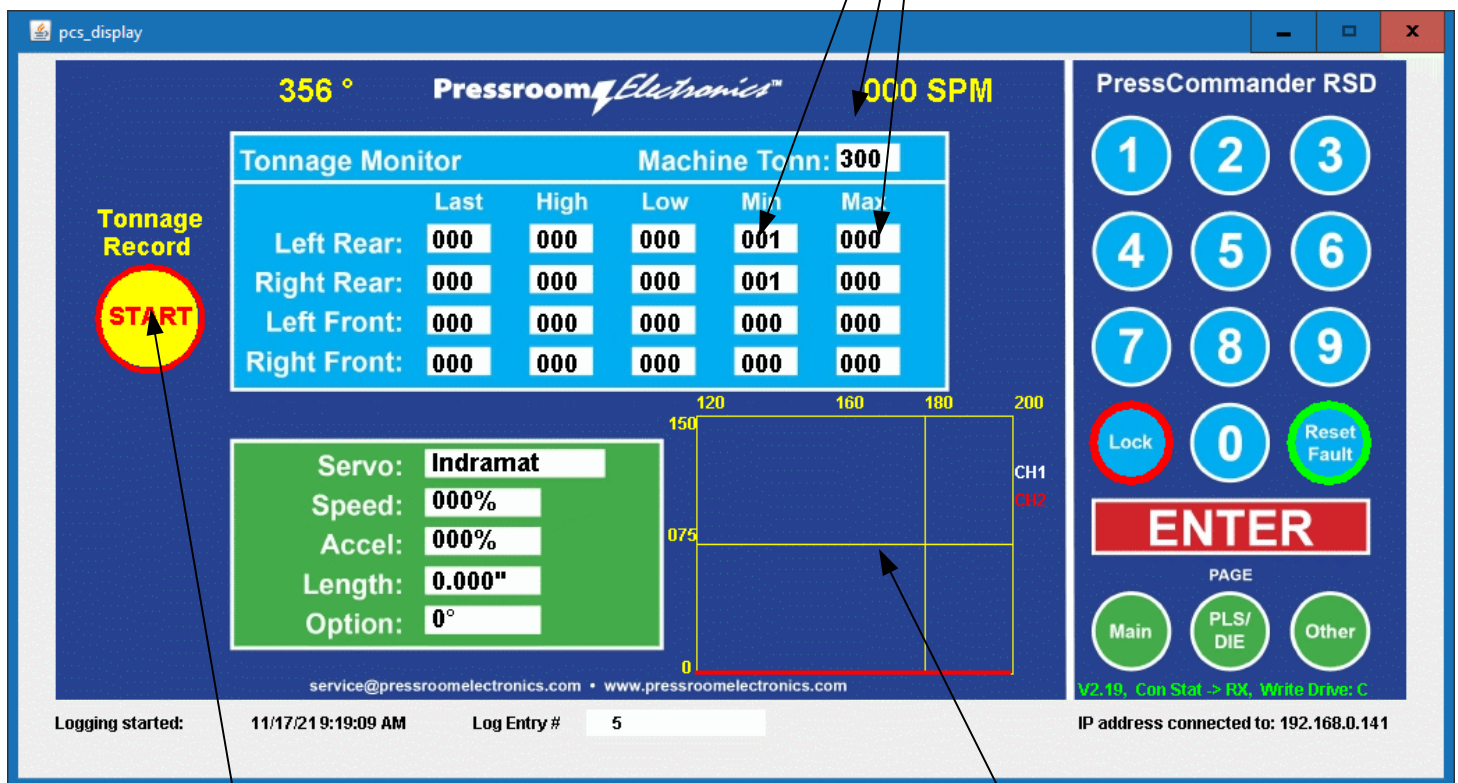 pcs_display
356 ° Pressroom Electronics™ 000 SPM
PressCommander RSD
Tonnage Monitor Machine Tonn: 300
Last High Low Min Max
Left Rear: 000 000 000 001 000
Right Rear: 000 000 000 001 000
Left Front: 000 000 000 000 000
Right Front: 000 000 000 000 000
Tonnage
Record
START
120 160 180 200
150
075
0
CH1
CH2
Servo: Indramat
Speed: 000%
Accel: 000%
Length: 0.000"
Option: 0°
service@pressroomelectronics.com • www.pressroomelectronics.com
1 2 3
4 5 6
7 8 9
Lock 0 Reset Fault
ENTER
PAGE
Main PLS/ DIE Other
V2.19, Con Stat -> RX, Write Drive: C
Logging started: 11/17/21 9:19:09 AM Log Entry # 5 IP address connected to: 192.168.0.141